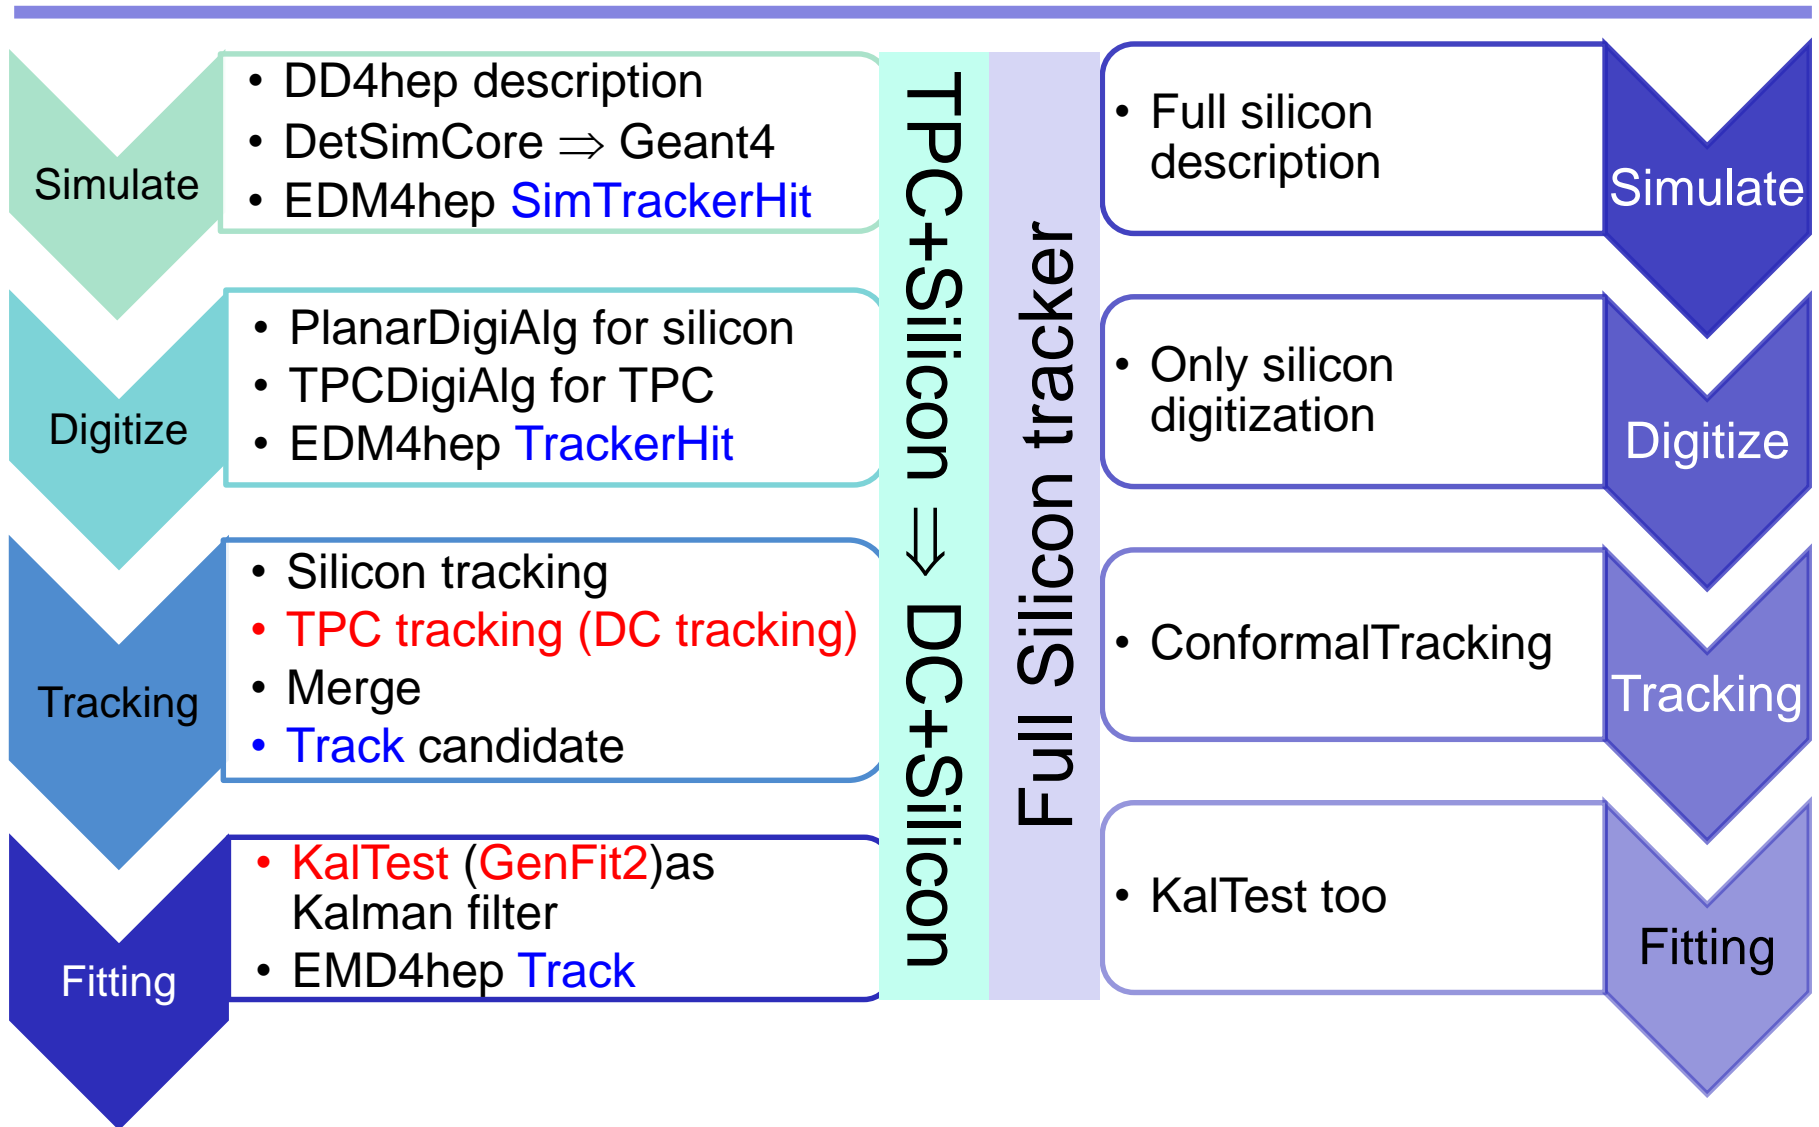 Simulate
• DD4hep description
• DetSimCore ⇒ Geant4
• EDM4hep SimTrackerHit
Digitize
• PlanarDigiAlg for silicon
• TPCDigiAlg for TPC
• EDM4hep TrackerHit
Tracking
• Silicon tracking
• TPC tracking (DC tracking)
• Merge
• Track candidate
Fitting
• KalTest (GenFit2)as
Kalman filter
• EMD4hep Track
TPC+Silicon ⇒ DC+Silicon
Full Silicon tracker
• Full silicon
description
Simulate
• Only silicon
digitization
Digitize
• ConformalTracking
Tracking
• KalTest too
Fitting